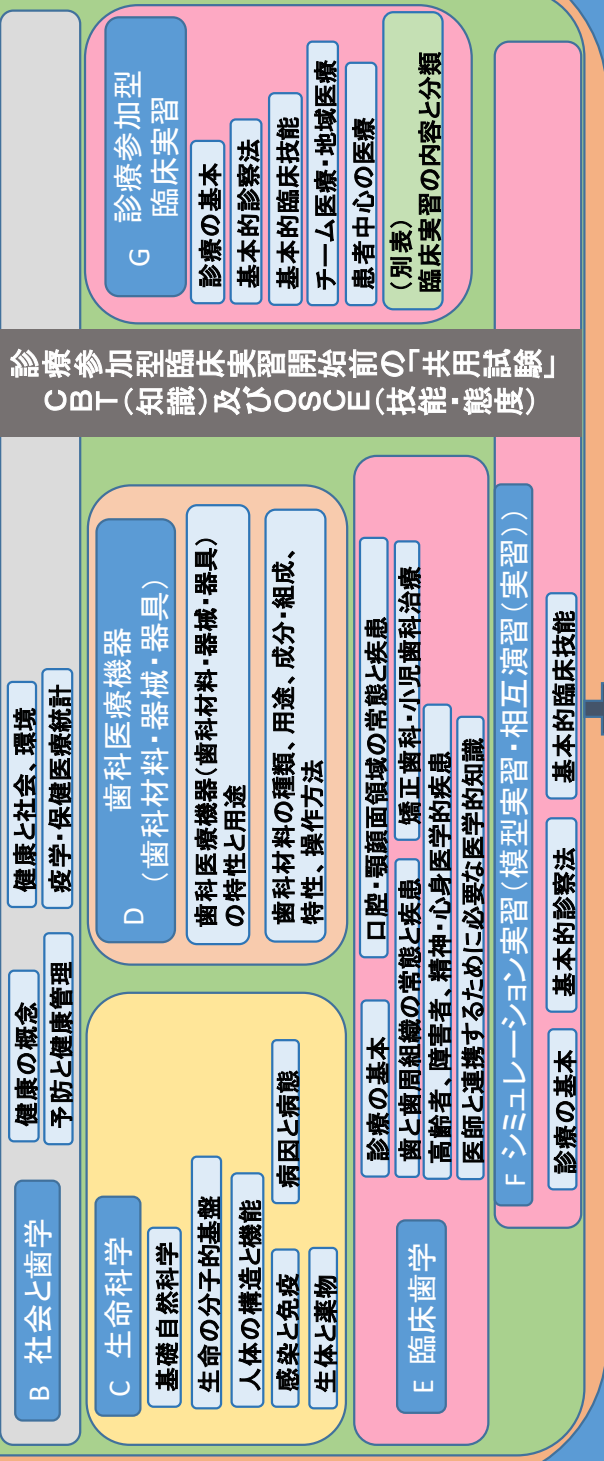 B 社会と歯学
健康の概念
予防と健康管理
健康と社会、環境
疫学・保健医療統計
C 生命科学
基礎自然科学
生命の分子的基盤
人体の構造と機能
感染と免疫
病因と病態
生体と薬物
D 歯科医療機器
（歯科材料・器械・器具）
歯科医療機器（歯科材料・器械・器具）
の特性と用途
歯科材料の種類、用途、成分・組成、
特性、操作方法
E 臨床歯学
診療の基本
口腔・顎顔面領域の常態と疾患
歯と歯周組織の常態と疾患
矯正歯科・小児歯科治療
高齢者、障害者、精神・心身医学的疾患
医師と連携するために必要な医学的知識
F シミュレーション実習（模型実習・相互演習（実習））
診療の基本
基本的診察法
基本的臨床技能
診療参加型臨床実習開始前の「共用試験」
CBT（知識）及びOSCE（技能・態度）
G 診療参加型
臨床実習
診療の基本
基本的診察法
基本的臨床技能
チーム医療・地域医療
患者中心の医療
（別表）
臨床実習の内容と分類